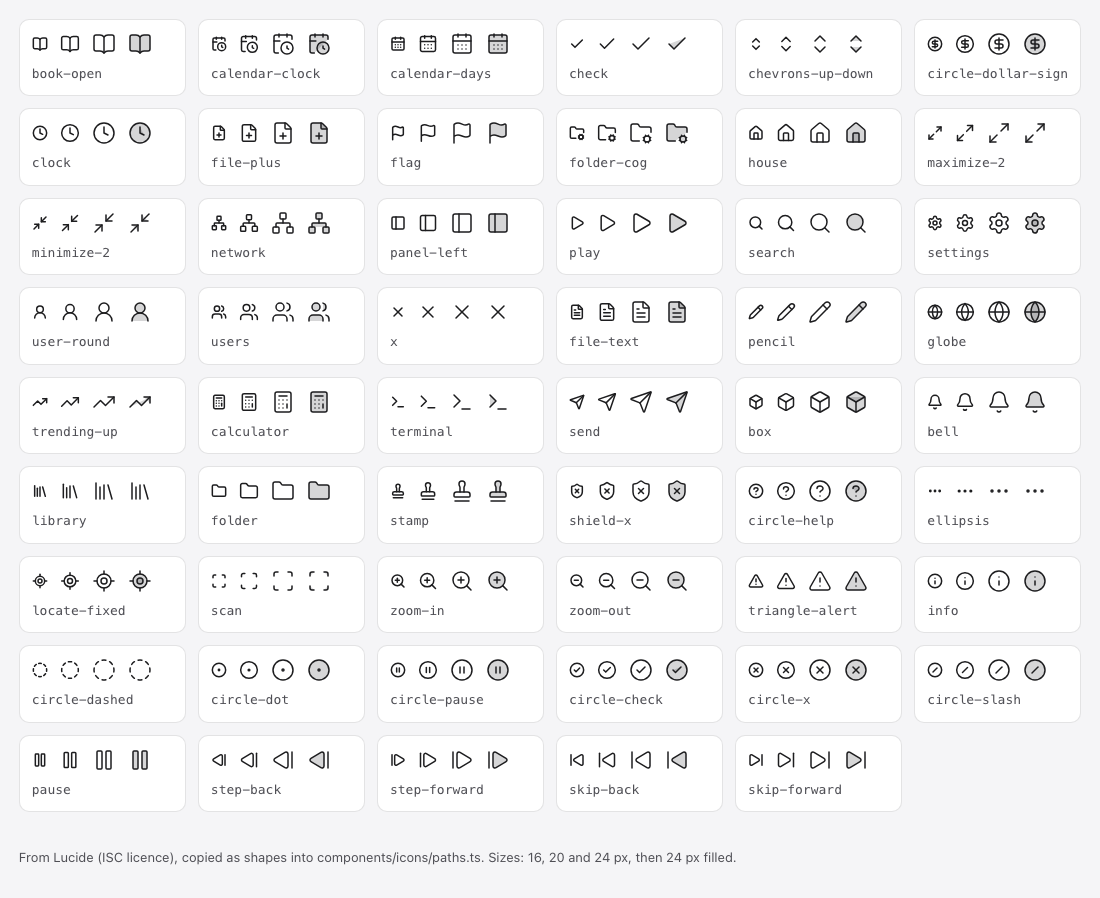 book-open
calendar-clock
calendar-days
check
chevrons-up-down
circle-dollar-sign
clock
file-plus
flag
folder-cog
house
maximize-2
minimize-2
network
panel-left
play
search
settings
user-round
users
x
file-text
pencil
globe
trending-up
calculator
terminal
send
box
bell
library
folder
stamp
shield-x
circle-help
ellipsis
locate-fixed
scan
zoom-in
zoom-out
triangle-alert
info
circle-dashed
circle-dot
circle-pause
circle-check
circle-x
circle-slash
pause
step-back
step-forward
skip-back
skip-forward
From Lucide (ISC licence), copied as shapes into components/icons/paths.ts. Sizes: 16, 20 and 24 px, then 24 px filled.